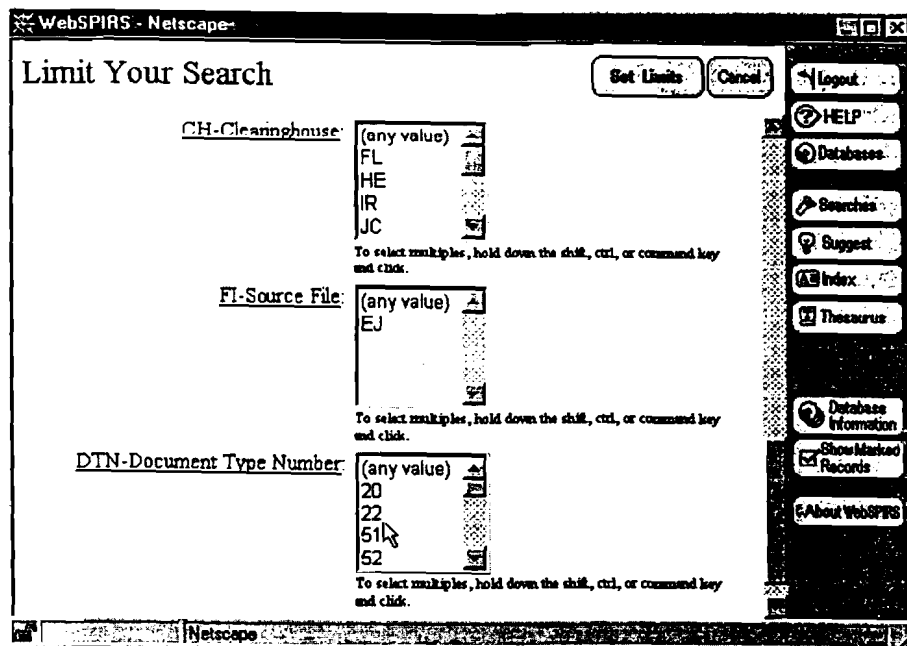 WebSPIRS - Netscape
Limit Your Search
Set Limits
Cancel
CH-Clearinghouse:
(any value)
FL
HE
IR
JC
To select multiples, hold down the shift, ctrl, or command key
and click.
FI-Source File:
(any value)
EJ
To select multiples, hold down the shift, ctrl, or command key
and click.
DTN-Document Type Number:
(any value)
20
22
51
52
To select multiples, hold down the shift, ctrl, or command key
and click.
Logout
HELP
Databases
Searches
Suggest
Index
Thesaurus
Database
Information
Show Marked
Records
About WebSPIRS
Netscape